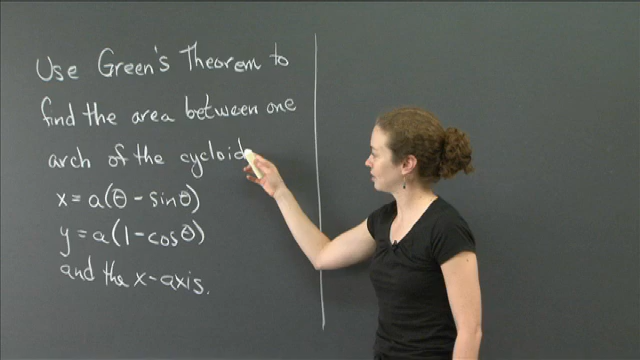 Use Green's Theorem to
find the area between one
arch of the cycloid
x = a(θ - sinθ)
y = a(1 - cosθ)
and the x-axis.